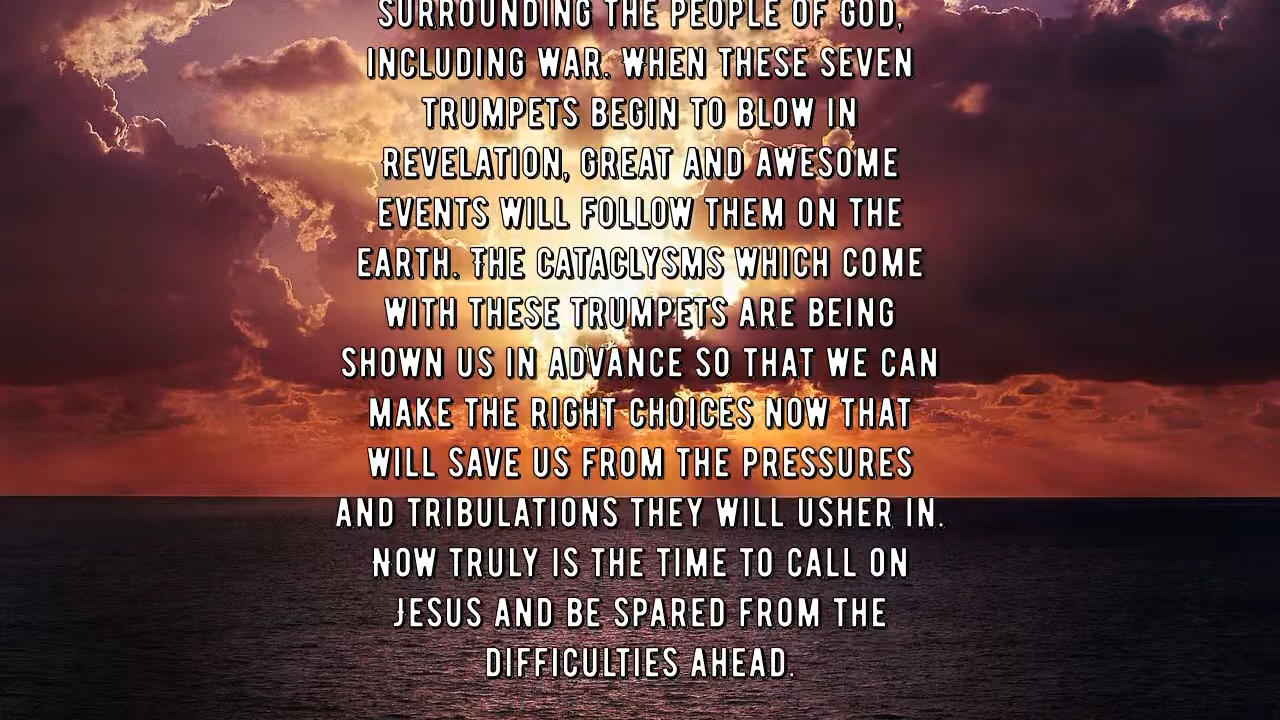 SURROUNDING THE PEOPLE OF GOD,
INCLUDING WAR. WHEN THESE SEVEN
TRUMPETS BEGIN TO BLOW IN
REVELATION, GREAT AND AWESOME
EVENTS WILL FOLLOW THEM ON THE
EARTH. THE CATACLYSMS WHICH COME
WITH THESE TRUMPETS ARE BEING
SHOWN US IN ADVANCE SO THAT WE CAN
MAKE THE RIGHT CHOICES NOW THAT
WILL SAVE US FROM THE PRESSURES
AND TRIBULATIONS THEY WILL USHER IN.
NOW TRULY IS THE TIME TO CALL ON
JESUS AND BE SPARED FROM THE
DIFFICULTIES AHEAD.